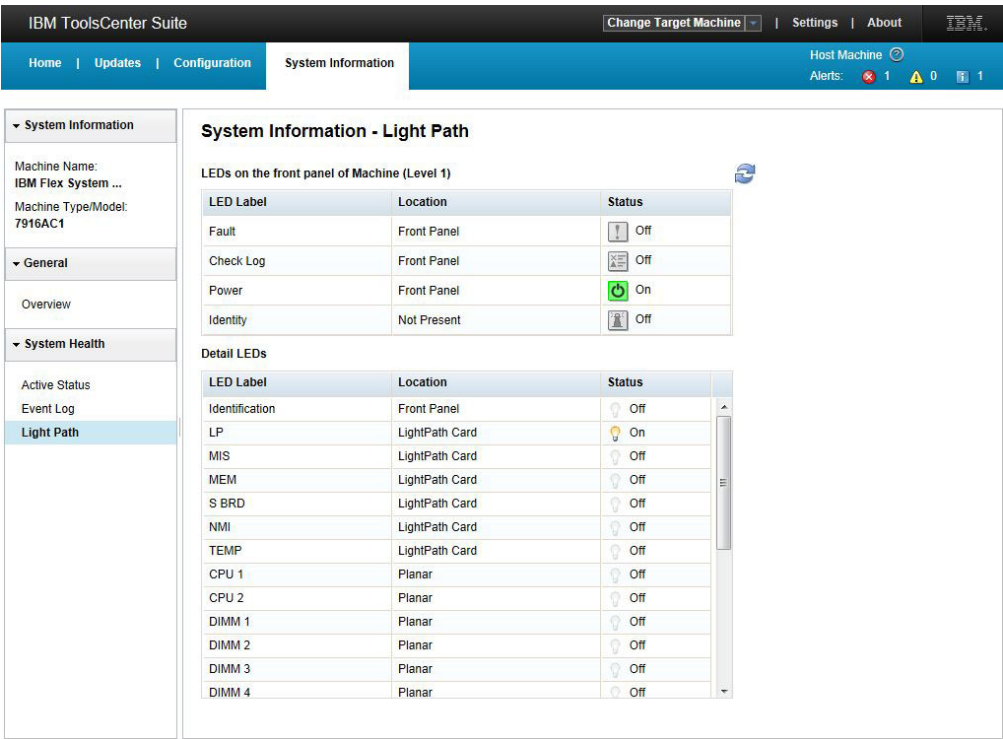 IBM ToolsCenter Suite
Change Target Machine | Settings | About IBM.
Home | Updates | Configuration System Information
Host Machine ?
Alerts: 1 0 1
System Information
Machine Name:
IBM Flex System ...
Machine Type/Model:
7916AC1
General
Overview
System Health
Active Status
Event Log
Light Path
System Information - Light Path
LEDs on the front panel of Machine (Level 1)
LED Label Location Status
Fault Front Panel Off
Check Log Front Panel Off
Power Front Panel On
Identity Not Present Off
Detail LEDs
LED Label Location Status
Identification Front Panel Off
LP LightPath Card On
MIS LightPath Card Off
MEM LightPath Card Off
S BRD LightPath Card Off
NMI LightPath Card Off
TEMP LightPath Card Off
CPU 1 Planar Off
CPU 2 Planar Off
DIMM 1 Planar Off
DIMM 2 Planar Off
DIMM 3 Planar Off
DIMM 4 Planar Off